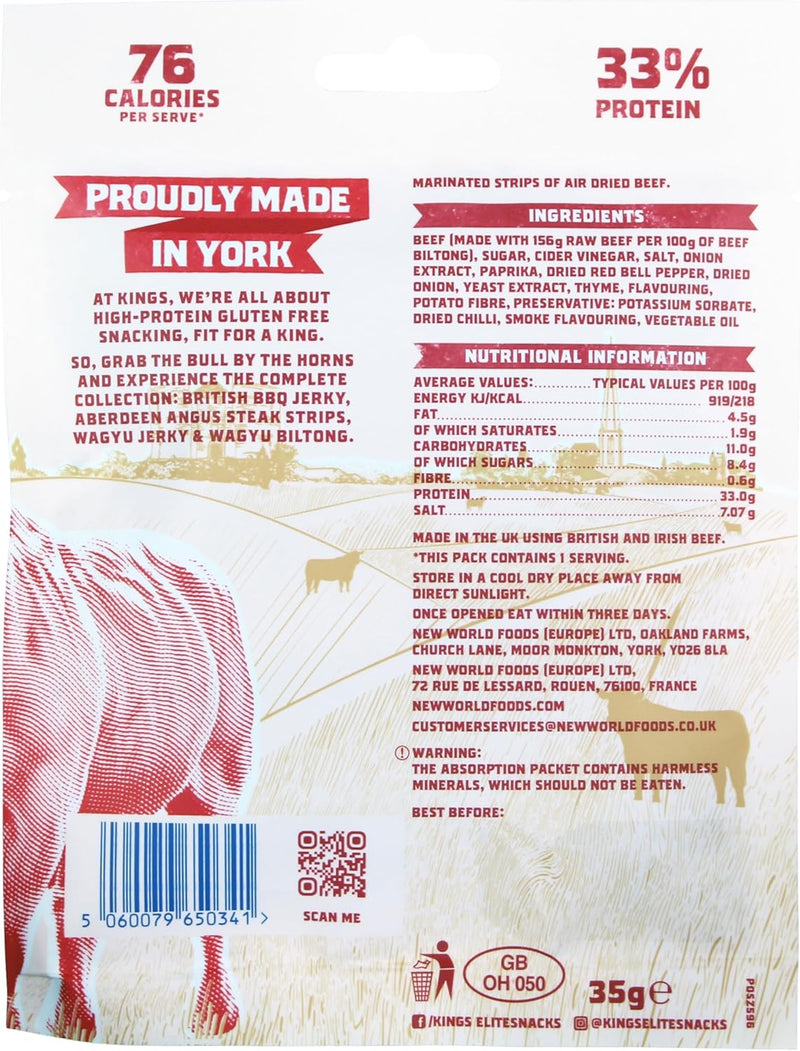 76
CALORIES
PER SERVE*
33%
PROTEIN
PROUDLY MADE
IN YORK
AT KINGS, WE'RE ALL ABOUT
HIGH-PROTEIN GLUTEN FREE
SNACKING, FIT FOR A KING.
SO, GRAB THE BULL BY THE HORNS
AND EXPERIENCE THE COMPLETE
COLLECTION: BRITISH BBQ JERKY,
ABERDEEN ANGUS STEAK STRIPS,
WAGYU JERKY & WAGYU BILTONG.
MARINATED STRIPS OF AIR DRIED BEEF.
INGREDIENTS
BEEF (MADE WITH 156g RAW BEEF PER 100g OF BEEF
BILTONG), SUGAR, CIDER VINEGAR, SALT, ONION
EXTRACT, PAPRIKA, DRIED RED BELL PEPPER, DRIED
ONION, YEAST EXTRACT, THYME, FLAVOURING,
POTATO FIBRE, PRESERVATIVE: POTASSIUM SORBATE,
DRIED CHILLI, SMOKE FLAVOURING, VEGETABLE OIL
NUTRITIONAL INFORMATION
AVERAGE VALUES:............TYPICAL VALUES PER 100g
ENERGY KJ/KCAL............919/218
FAT............4.5g
OF WHICH SATURATES............1.9g
CARBOHYDRATES............11.0g
OF WHICH SUGARS............8.4g
FIBRE............0.6g
PROTEIN............33.0g
SALT............7.07 g
MADE IN THE UK USING BRITISH AND IRISH BEEF.
*THIS PACK CONTAINS 1 SERVING.
STORE IN A COOL DRY PLACE AWAY FROM
DIRECT SUNLIGHT.
ONCE OPENED EAT WITHIN THREE DAYS.
NEW WORLD FOODS (EUROPE) LTD, OAKLAND FARMS,
CHURCH LANE, MOOR MONKTON, YORK, YO26 8LA
NEW WORLD FOODS (EUROPE) LTD,
72 RUE DE LESSARD, ROUEN, 76100, FRANCE
NEWWORLDFOODS.COM
CUSTOMERSERVICES@NEWWORLDFOODS.CO.UK
WARNING:
THE ABSORPTION PACKET CONTAINS HARMLESS
MINERALS, WHICH SHOULD NOT BE EATEN.
BEST BEFORE:
5 060079 650341 >
SCAN ME
GB
OH 050
35g℮
/KINGS ELITESNACKS @KINGSELITESNACKS
POSZ596